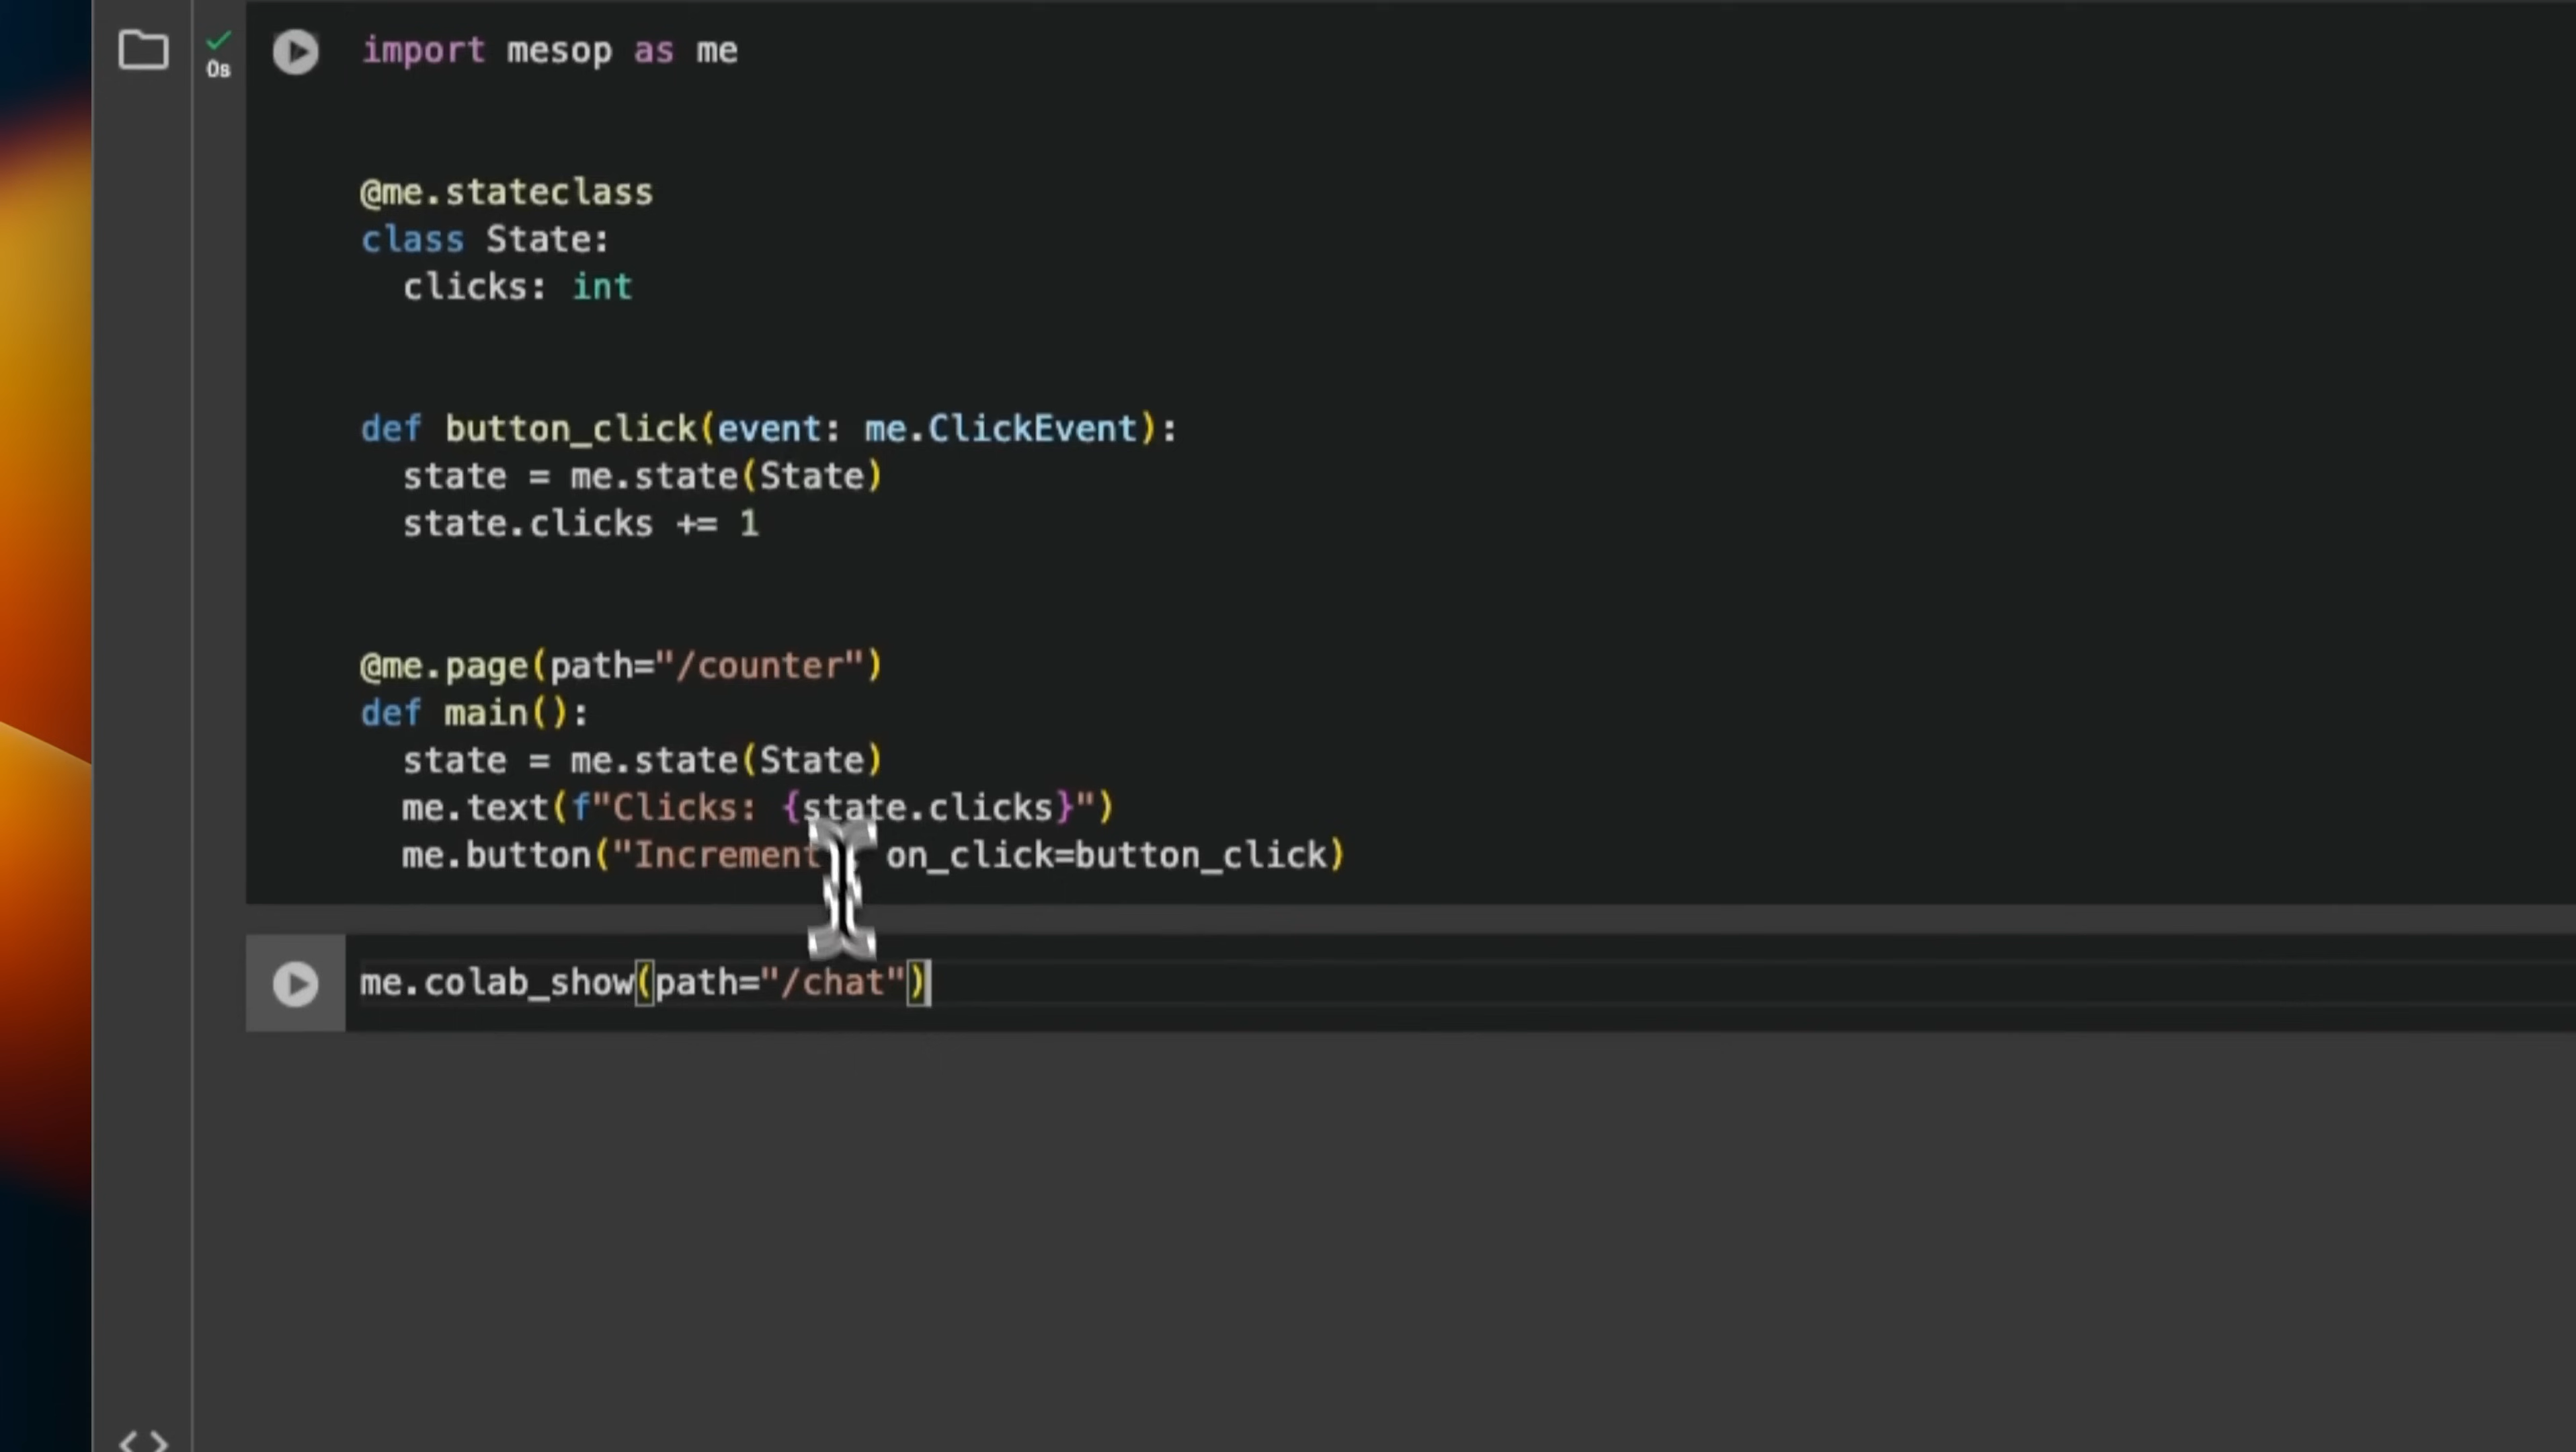 0s
import mesop as me
@me.stateclass
class State:
  clicks: int
def button_click(event: me.ClickEvent):
  state = me.state(State)
  state.clicks += 1
@me.page(path="/counter")
def main():
  state = me.state(State)
  me.text(f"Clicks: {state.clicks}")
  me.button("Increment on_click=button_click)
me.colab_show(path="/chat")